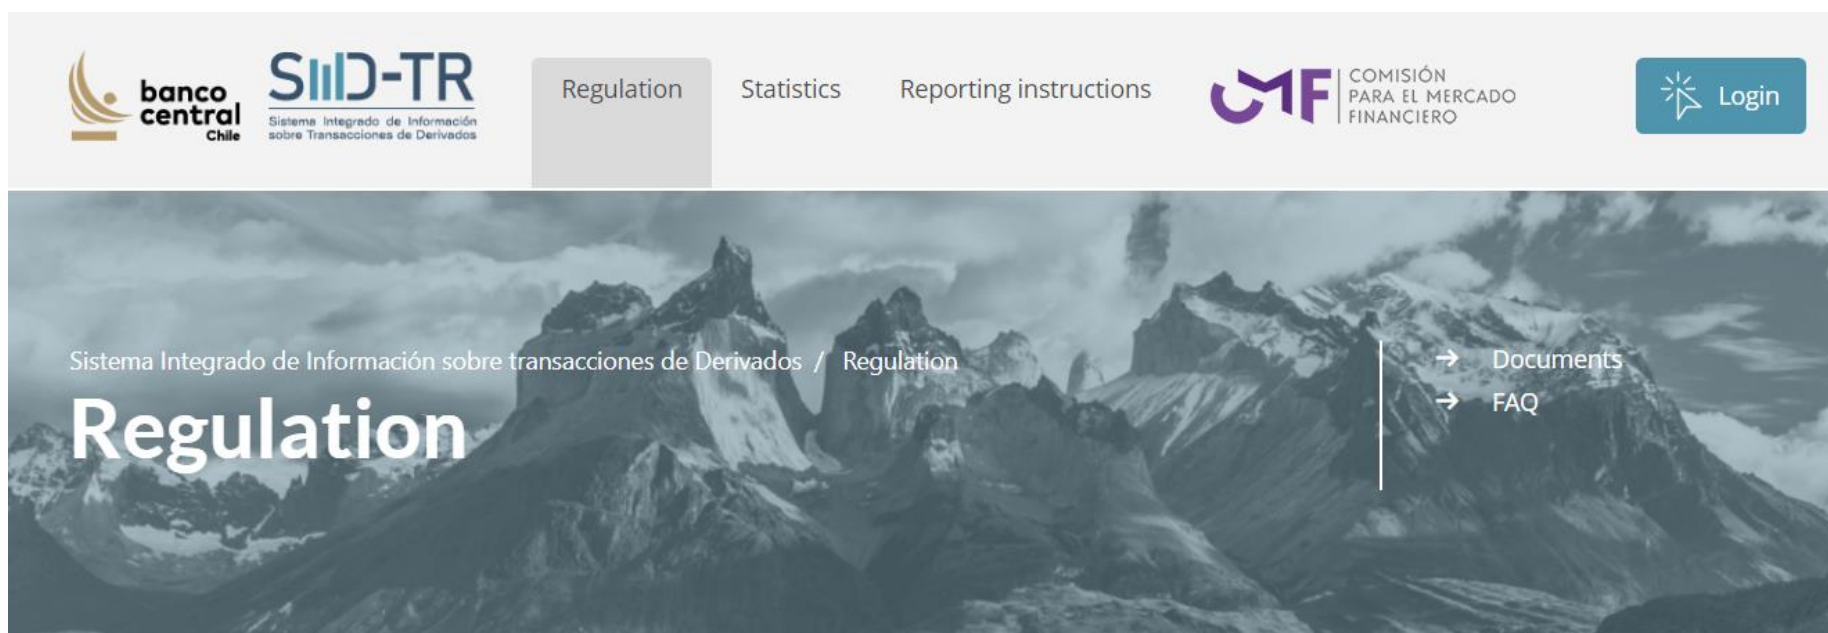 banco
central
Chile
SIID-TR
Sistema Integrado de Información
sobre Transacciones de Derivados
Regulation
Statistics
Reporting instructions
CMF
COMISIÓN
PARA EL MERCADO
FINANCIERO
Login
Sistema Integrado de Información sobre transacciones de Derivados / Regulation
Regulation
→ Documents
→ FAQ